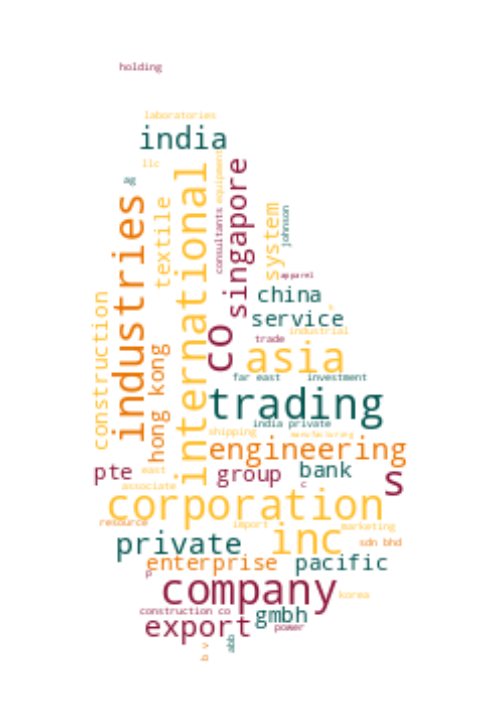 holding
laboratories
india
llc
ag
equipment
industries
international
textile
consultants
singapore
system
johnson
apparel
construction
china
service
k
industrial
co
trade
hong kong
asia
far east
investment
trading
india private
shipping
manufacturing
engineering
pte
east
group
bank
s
c
associate
corporation
resource
import
marketing
private
inc
sdn bhd
enterprise
pacific
p
company
korea
construction co
gmbh
export
power
abb
b v